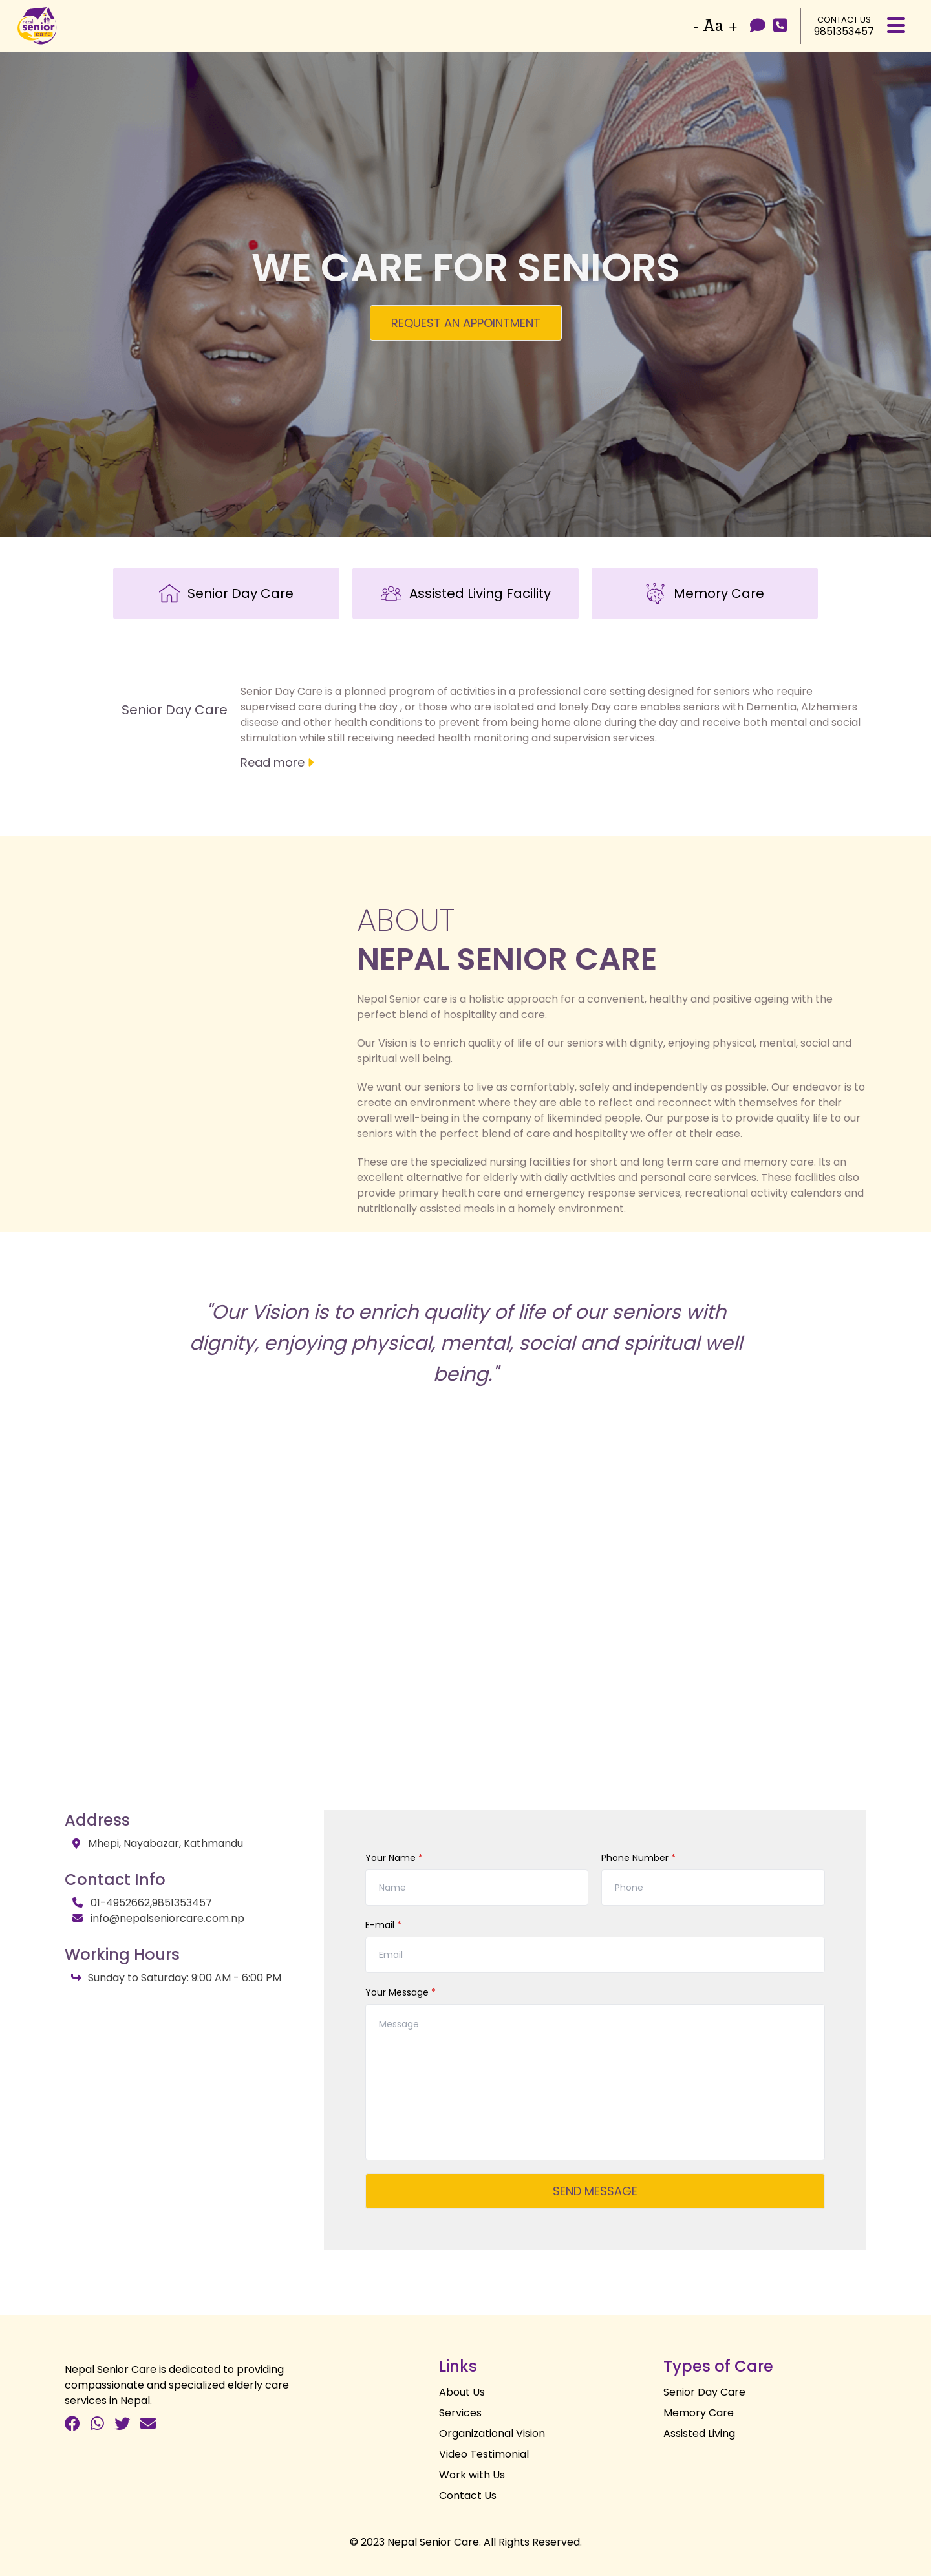 nepal
senior
CARE
- Aa +
CONTACT US
9851353457
WE CARE FOR SENIORS
REQUEST AN APPOINTMENT
Senior Day Care
Assisted Living Facility
Memory Care
Senior Day Care
Senior Day Care is a planned program of activities in a professional care setting designed for seniors who require
supervised care during the day , or those who are isolated and lonely.Day care enables seniors with Dementia, Alzhemiers
disease and other health conditions to prevent from being home alone during the day and receive both mental and social
stimulation while still receiving needed health monitoring and supervision services.
Read more
ABOUT
NEPAL SENIOR CARE
Nepal Senior care is a holistic approach for a convenient, healthy and positive ageing with the
perfect blend of hospitality and care.
Our Vision is to enrich quality of life of our seniors with dignity, enjoying physical, mental, social and
spiritual well being.
We want our seniors to live as comfortably, safely and independently as possible. Our endeavor is to
create an environment where they are able to reflect and reconnect with themselves for their
overall well-being in the company of likeminded people. Our purpose is to provide quality life to our
seniors with the perfect blend of care and hospitality we offer at their ease.
These are the specialized nursing facilities for short and long term care and memory care. Its an
excellent alternative for elderly with daily activities and personal care services. These facilities also
provide primary health care and emergency response services, recreational activity calendars and
nutritionally assisted meals in a homely environment.
"Our Vision is to enrich quality of life of our seniors with
dignity, enjoying physical, mental, social and spiritual well
being."
Address
Mhepi, Nayabazar, Kathmandu
Contact Info
01-4952662,9851353457
info@nepalseniorcare.com.np
Working Hours
Sunday to Saturday: 9:00 AM - 6:00 PM
Your Name *
Name
Phone Number *
Phone
E-mail *
Email
Your Message *
Message
SEND MESSAGE
Nepal Senior Care is dedicated to providing
compassionate and specialized elderly care
services in Nepal.
Links
About Us
Services
Organizational Vision
Video Testimonial
Work with Us
Contact Us
Types of Care
Senior Day Care
Memory Care
Assisted Living
© 2023 Nepal Senior Care. All Rights Reserved.